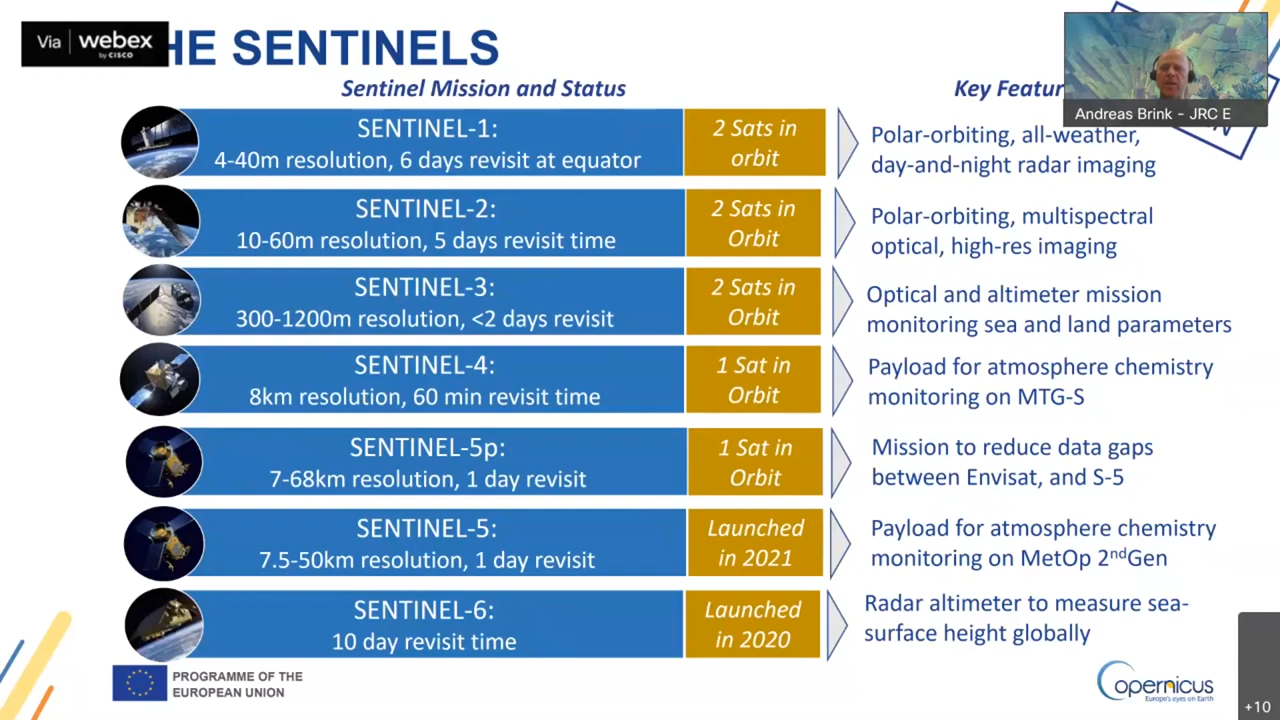 Via webex
by CISCO
HE SENTINELS
Sentinel Mission and Status
Key Featur
Andreas Brink - JRC E
SENTINEL-1:
4-40m resolution, 6 days revisit at equator
2 Sats in
orbit
Polar-orbiting, all-weather,
day-and-night radar imaging
SENTINEL-2:
10-60m resolution, 5 days revisit time
2 Sats in
Orbit
Polar-orbiting, multispectral
optical, high-res imaging
SENTINEL-3:
300-1200m resolution, <2 days revisit
2 Sats in
Orbit
Optical and altimeter mission
monitoring sea and land parameters
SENTINEL-4:
8km resolution, 60 min revisit time
1 Sat in
Orbit
Payload for atmosphere chemistry
monitoring on MTG-S
SENTINEL-5p:
7-68km resolution, 1 day revisit
1 Sat in
Orbit
Mission to reduce data gaps
between Envisat, and S-5
SENTINEL-5:
7.5-50km resolution, 1 day revisit
Launched
in 2021
Payload for atmosphere chemistry
monitoring on MetOp 2ndGen
SENTINEL-6:
10 day revisit time
Launched
in 2020
Radar altimeter to measure sea-
surface height globally
PROGRAMME OF THE
EUROPEAN UNION
opernicus
Europe's eyes on Earth
+10